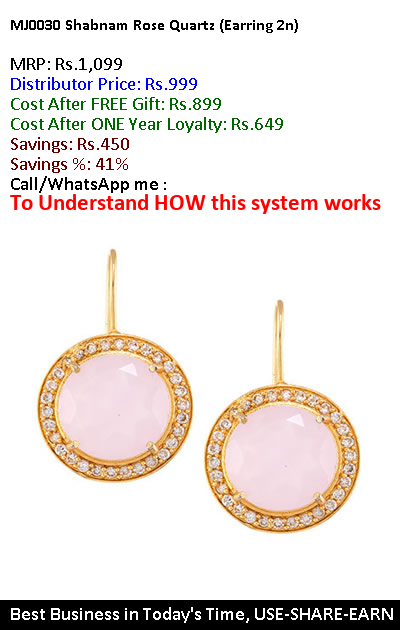 MJ0030 Shabnam Rose Quartz (Earring 2n)
MRP: Rs.1,099
Distributor Price: Rs.999
Cost After FREE Gift: Rs.899
Cost After ONE Year Loyalty: Rs.649
Savings: Rs.450
Savings %: 41%
Call/WhatsApp me :
To Understand HOW this system works
Best Business in Today's Time, USE-SHARE-EARN